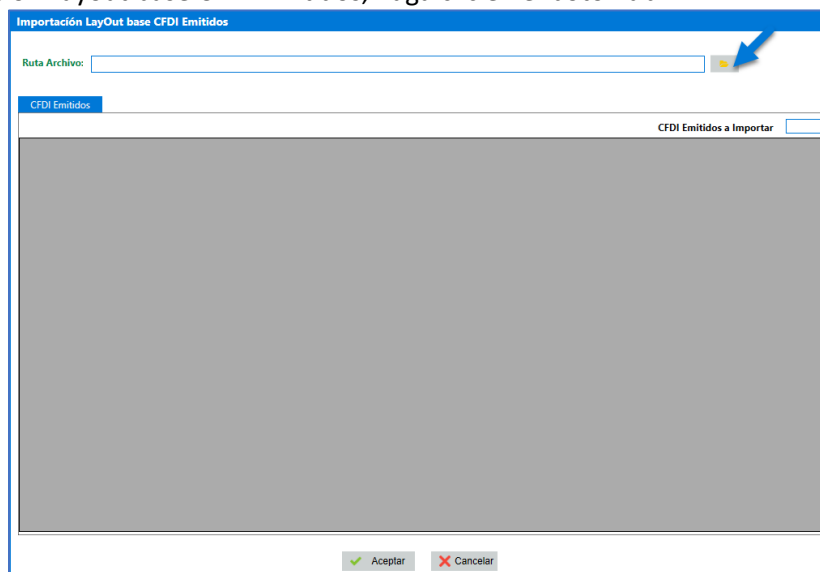 Importación LayOut base CFDI Emitidos
Ruta Archivo:
CFDI Emitidos
CFDI Emitidos a Importar
Aceptar
Cancelar